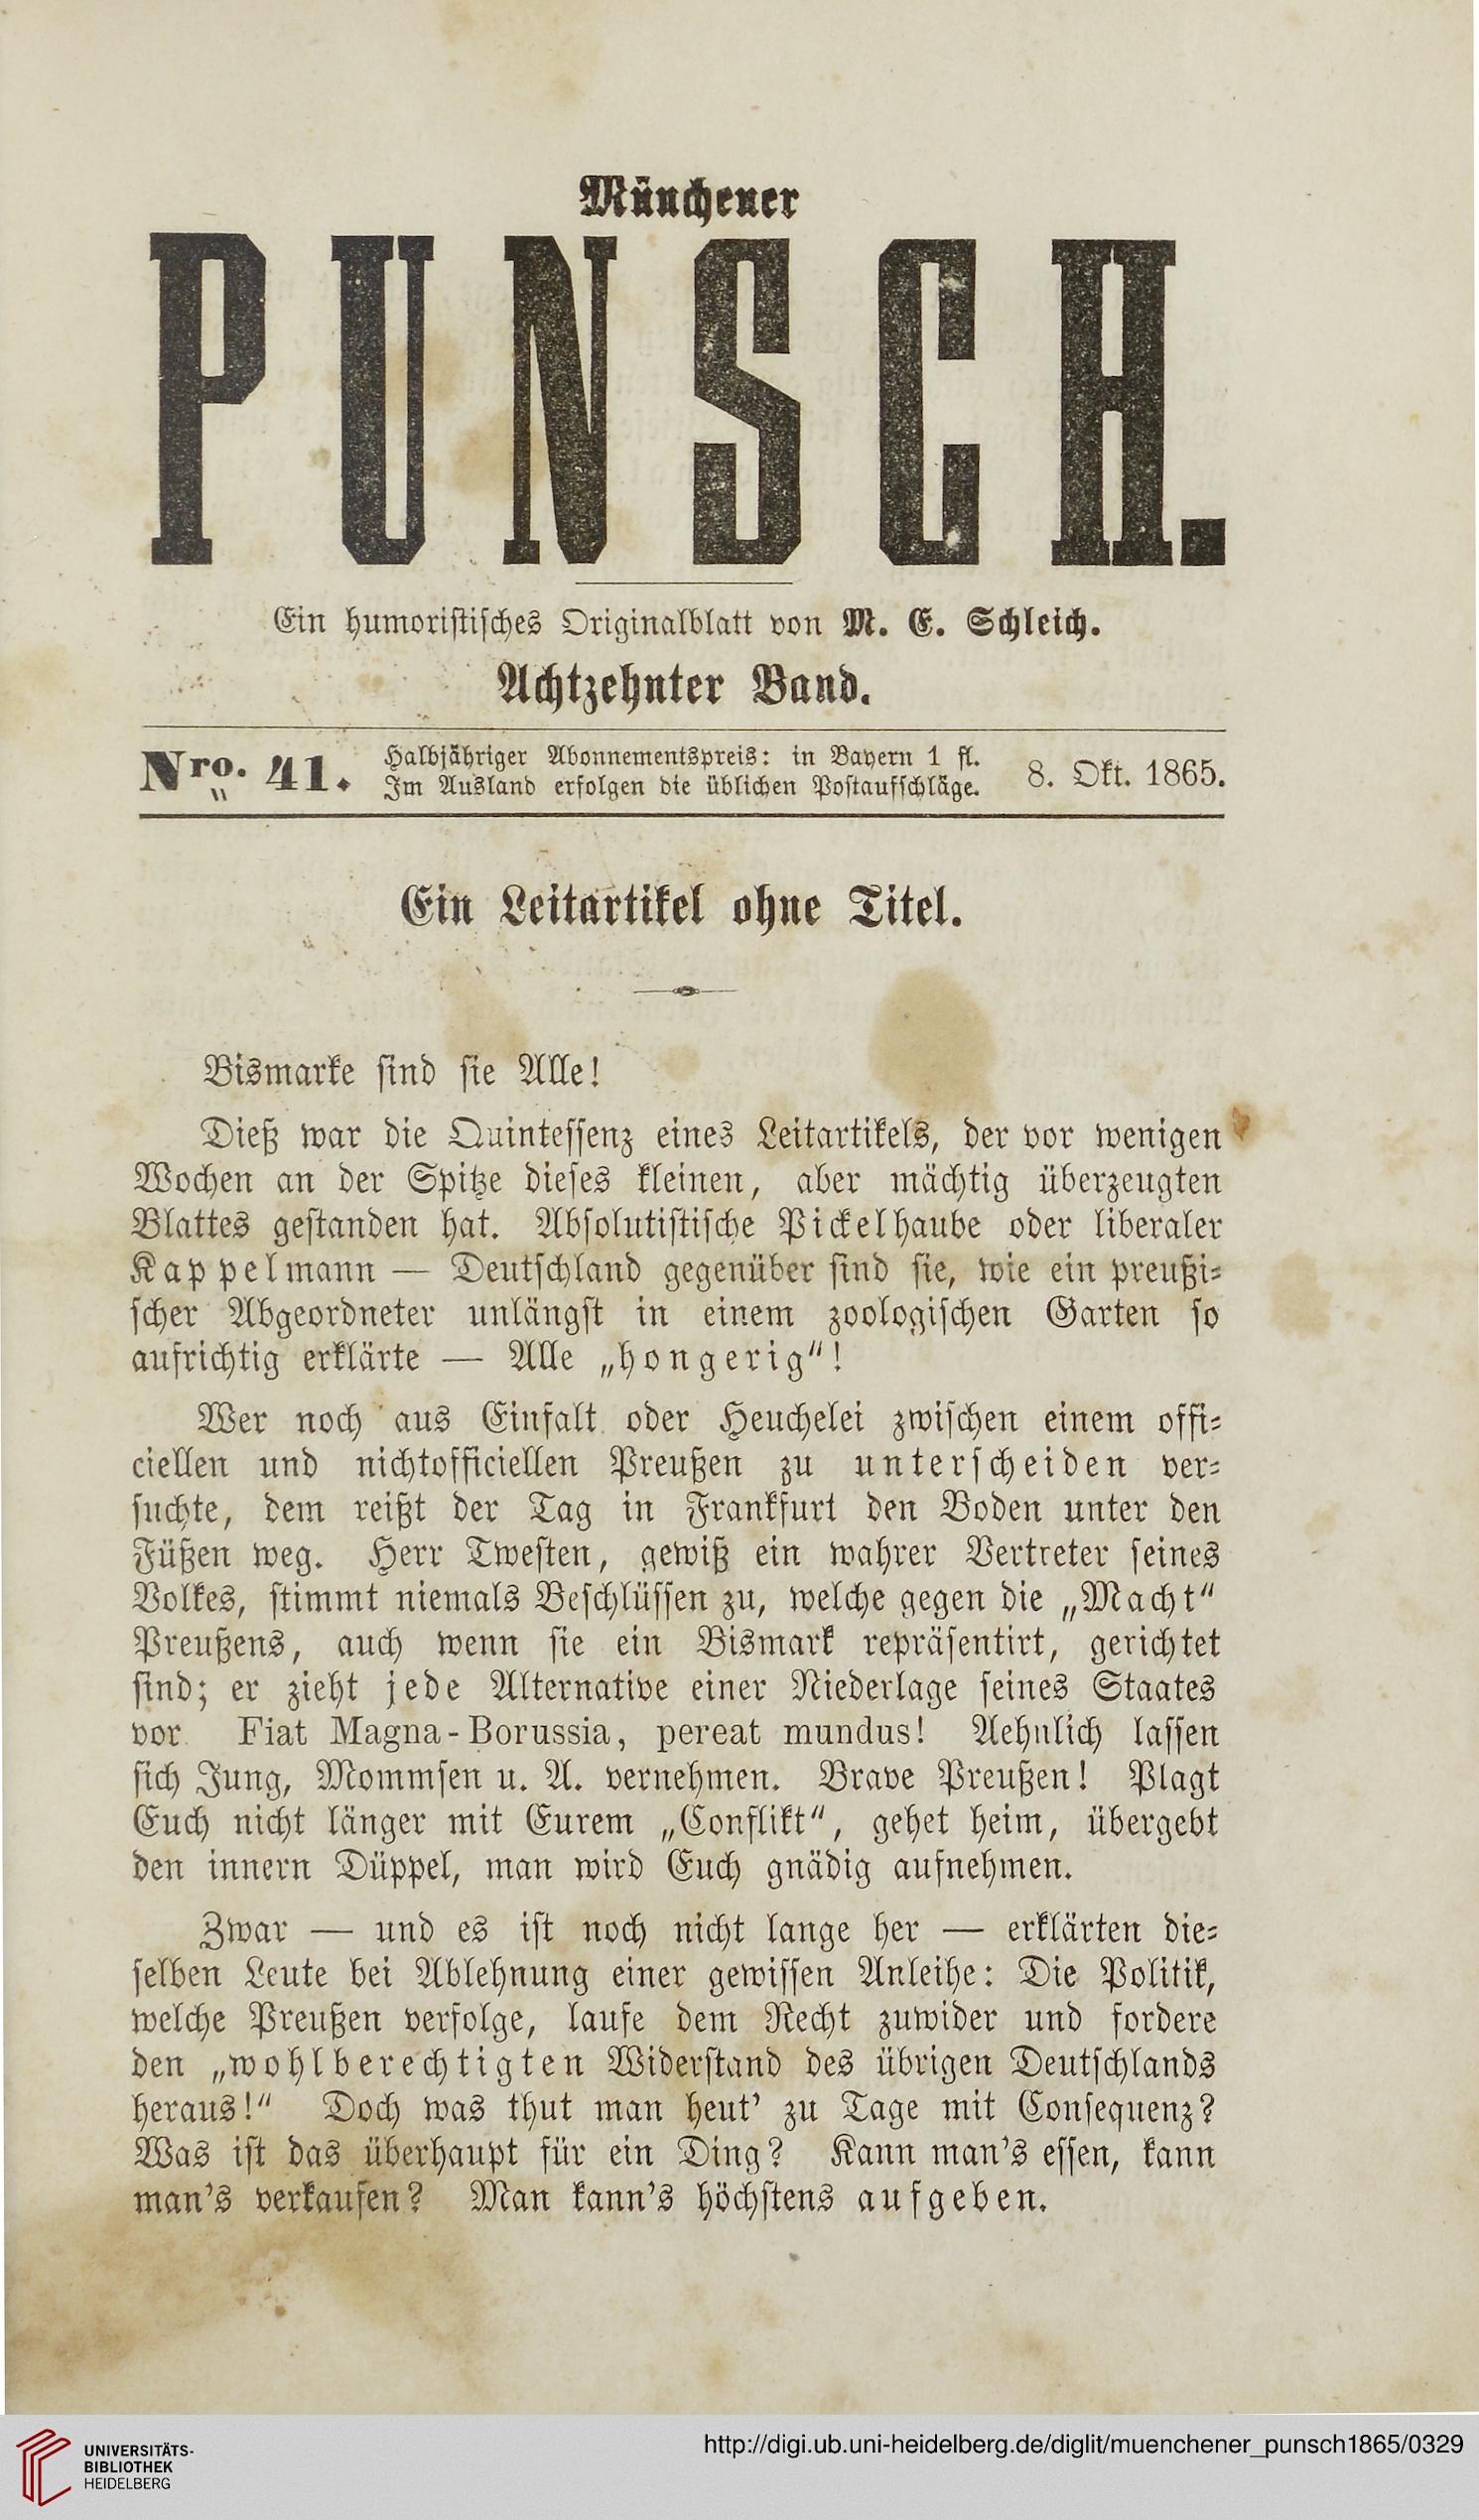 Münchener
PUNSCH.
Ein humoristisches Originalblatt von M. E. Schleich.
Achtzehnter Band.
Nro. 41.
Halbjähriger Abonnementspreis: in Bayern 1 fl.
Im Ausland erfolgen die üblichen Postaufschläge.
8. Okt. 1865.
Ein Leitartikel ohne Titel.
Bismarke sind sie Alle!
Dieß war die Quintessenz eines Leitartikels, der vor wenigen
Wochen an der Spitze dieses kleinen, aber mächtig überzeugten
Blattes gestanden hat. Absolutistische Pickelhaube oder liberaler
Kappelmann — Deutschland gegenüber sind sie, wie ein preußi-
scher Abgeordneter unlängst in einem zoologischen Garten so
aufrichtig erklärte — Alle „hongerig“!
Wer noch aus Einfalt oder Heuchelei zwischen einem offi-
ciellen und nichtofficiellen Preußen zu unterscheiden ver-
suchte, dem reißt der Tag in Frankfurt den Boden unter den
Füßen weg. Herr Twesten, gewiß ein wahrer Vertreter seines
Volkes, stimmt niemals Beschlüssen zu, welche gegen die „Macht“
Preußens, auch wenn sie ein Bismark repräsentirt, gerichtet
sind; er zieht jede Alternative einer Niederlage seines Staates
vor Fiat Magna-Borussia, pereat mundus! Aehnlich lassen
sich Jung, Mommsen u. A. vernehmen. Brave Preußen! Plagt
Euch nicht länger mit Eurem „Conflikt“, gehet heim, übergebt
den innern Düppel, man wird Euch gnädig aufnehmen.
Zwar — und es ist noch nicht lange her — erklärten die-
selben Leute bei Ablehnung einer gewissen Anleihe: Die Politik,
welche Preußen verfolge, laufe dem Recht zuwider und fordere
den „wohlberechtigten Widerstand des übrigen Deutschlands
heraus!“ Doch was thut man heut’ zu Tage mit Consequenz?
Was ist das überhaupt für ein Ding? Kann man’s essen, kann
man’s verkaufen? Man kann’s höchstens aufgeben.
UNIVERSITÄTS-
BIBLIOTHEK
HEIDELBERG
http://digi.ub.uni-heidelberg.de/diglit/muenchener_punsch1865/0329